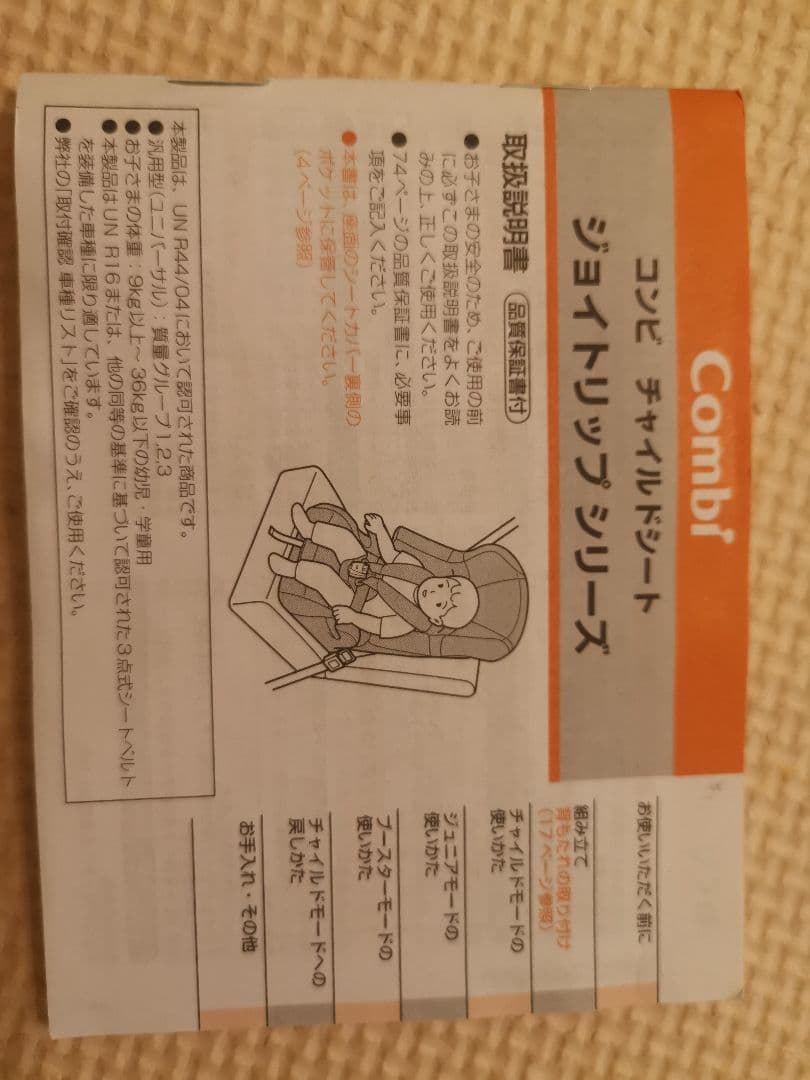 Combi
コンビ チャイルドシート
ジョイトリップ シリーズ
取扱説明書 品質保証書付
●お子さまの安全のため、ご使用の前
に必ずこの取扱説明書をよくお読
みの上、正しくご使用ください。
●74ページの品質保証書に、必要事
項をご記入ください。
●本書は、座面のシートカバー裏側の
ポケットに保管してください。
(4ページ参照)
本製品は、UN R44/04において認可された商品です。
●汎用型(ユニバーサル):質量グループ1,2,3
●お子さまの体重:9kg以上～36kg以下の幼児・学童用
●本製品はUN R16または、他の同等の基準に基づいて認可された3点式シートベルト
を装備した車種に限り適しています。
●弊社の「取付確認 車種リスト」をご確認のうえ、ご使用ください。
お使いいただく前に
組み立て
背もたれの取り付け
(17ページ参照)
チャイルドモードの
使いかた
ジュニアモードの
使いかた
ブースターモードの
使いかた
チャイルドモードへの
戻しかた
お手入れ・その他